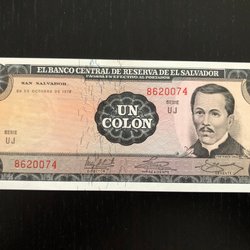 EL BANCO CENTRAL DE RESERVA DE EL SALVADOR
SAN SALVADOR
8620074
SERIE
UJ
UN
COLON
SERIE
UJ
8620074